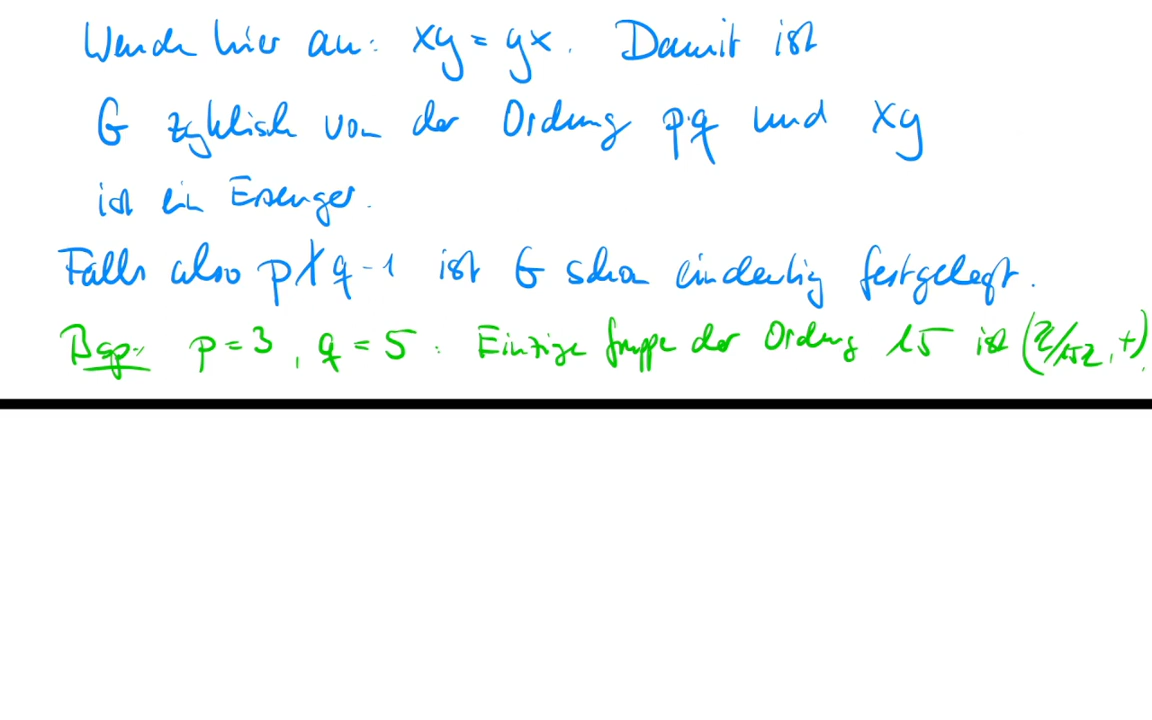 Wende hier an: xy = yx. Damit ist
G zyklisch von der Ordnung p·q und xy
ist ein Erzeuger.
Falls also p∤q-1 ist G schon eindeutig festgelegt.
Bsp: p=3, q=5: Einzige Gruppe der Ordnung 15 ist (ℤ/15ℤ, +).